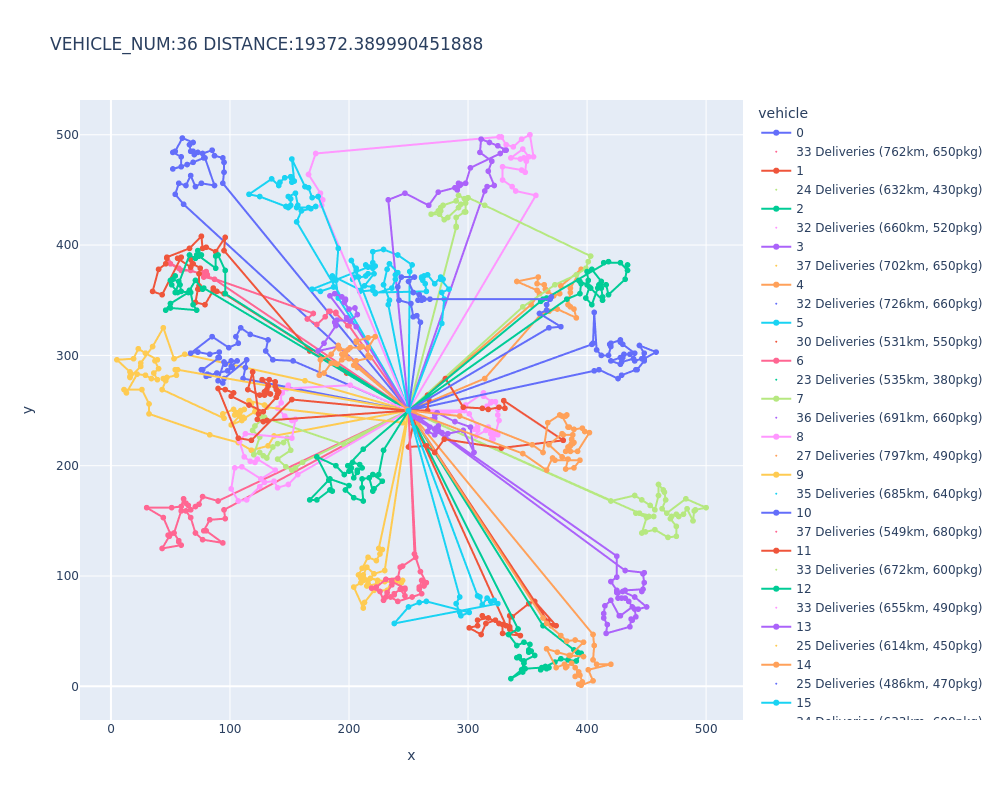 VEHICLE_NUM:36 DISTANCE:19372.389990451888
vehicle
0
33 Deliveries (762km, 650pkg)
1
24 Deliveries (632km, 430pkg)
2
32 Deliveries (660km, 520pkg)
3
37 Deliveries (702km, 650pkg)
4
32 Deliveries (726km, 660pkg)
5
30 Deliveries (531km, 550pkg)
6
23 Deliveries (535km, 380pkg)
7
36 Deliveries (691km, 660pkg)
8
27 Deliveries (797km, 490pkg)
9
35 Deliveries (685km, 640pkg)
10
37 Deliveries (549km, 680pkg)
11
33 Deliveries (672km, 600pkg)
12
33 Deliveries (655km, 490pkg)
13
25 Deliveries (614km, 450pkg)
14
25 Deliveries (486km, 470pkg)
15
500
400
300
200
100
0
y
0 100 200 300 400 500
x